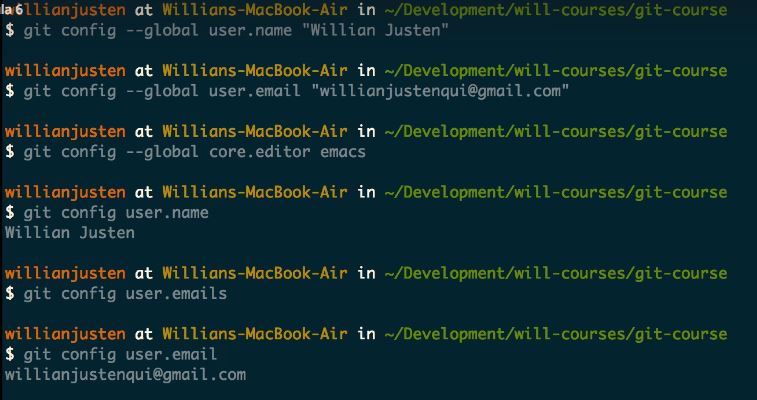 la 6
willianjusten at Willians-MacBook-Air in ~/Development/will-courses/git-course
$ git config --global user.name "Willian Justen"
willianjusten at Willians-MacBook-Air in ~/Development/will-courses/git-course
$ git config --global user.email "willianjustenqui@gmail.com"
willianjusten at Willians-MacBook-Air in ~/Development/will-courses/git-course
$ git config --global core.editor emacs
willianjusten at Willians-MacBook-Air in ~/Development/will-courses/git-course
$ git config user.name
Willian Justen
willianjusten at Willians-MacBook-Air in ~/Development/will-courses/git-course
$ git config user.emails
willianjusten at Willians-MacBook-Air in ~/Development/will-courses/git-course
$ git config user.email
willianjustenqui@gmail.com